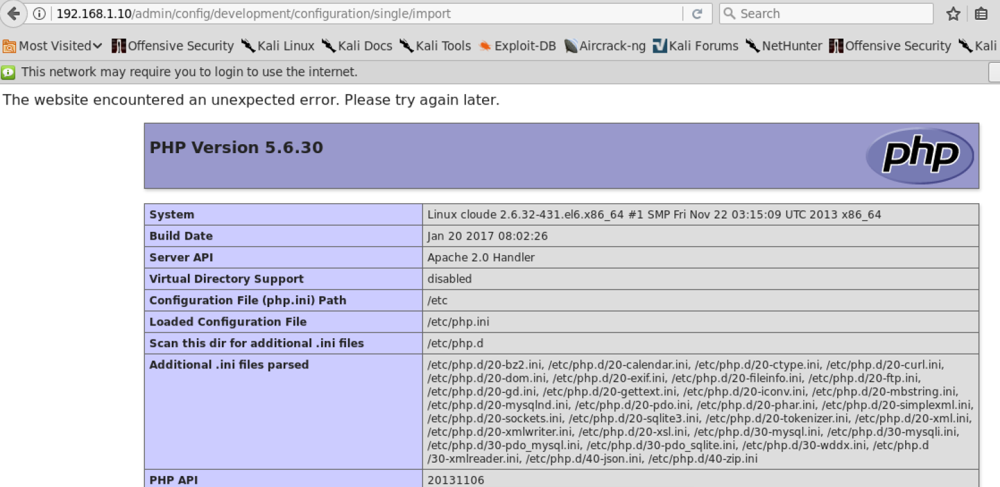 192.168.1.10/admin/config/development/configuration/single/import
Search
Most Visited Offensive Security Kali Linux Kali Docs Kali Tools Exploit-DB Aircrack-ng Kali Forums NetHunter Offensive Security Kali
This network may require you to login to use the internet.
The website encountered an unexpected error. Please try again later.
PHP Version 5.6.30
php
System Linux cloude 2.6.32-431.el6.x86_64 #1 SMP Fri Nov 22 03:15:09 UTC 2013 x86_64
Build Date Jan 20 2017 08:02:26
Server API Apache 2.0 Handler
Virtual Directory Support disabled
Configuration File (php.ini) Path /etc
Loaded Configuration File /etc/php.ini
Scan this dir for additional .ini files /etc/php.d
Additional .ini files parsed /etc/php.d/20-bz2.ini, /etc/php.d/20-calendar.ini, /etc/php.d/20-ctype.ini, /etc/php.d/20-curl.ini,
/etc/php.d/20-dom.ini, /etc/php.d/20-exif.ini, /etc/php.d/20-fileinfo.ini, /etc/php.d/20-ftp.ini,
/etc/php.d/20-gd.ini, /etc/php.d/20-gettext.ini, /etc/php.d/20-iconv.ini, /etc/php.d/20-mbstring.ini,
/etc/php.d/20-mysqlnd.ini, /etc/php.d/20-pdo.ini, /etc/php.d/20-phar.ini, /etc/php.d/20-simplexml.ini,
/etc/php.d/20-sockets.ini, /etc/php.d/20-sqlite3.ini, /etc/php.d/20-tokenizer.ini, /etc/php.d/20-xml.ini,
/etc/php.d/20-xmlwriter.ini, /etc/php.d/20-xsl.ini, /etc/php.d/30-mysql.ini, /etc/php.d/30-mysqli.ini,
/etc/php.d/30-pdo_mysql.ini, /etc/php.d/30-pdo_sqlite.ini, /etc/php.d/30-wddx.ini, /etc/php.d
/30-xmlreader.ini, /etc/php.d/40-json.ini, /etc/php.d/40-zip.ini
PHP API 20131106